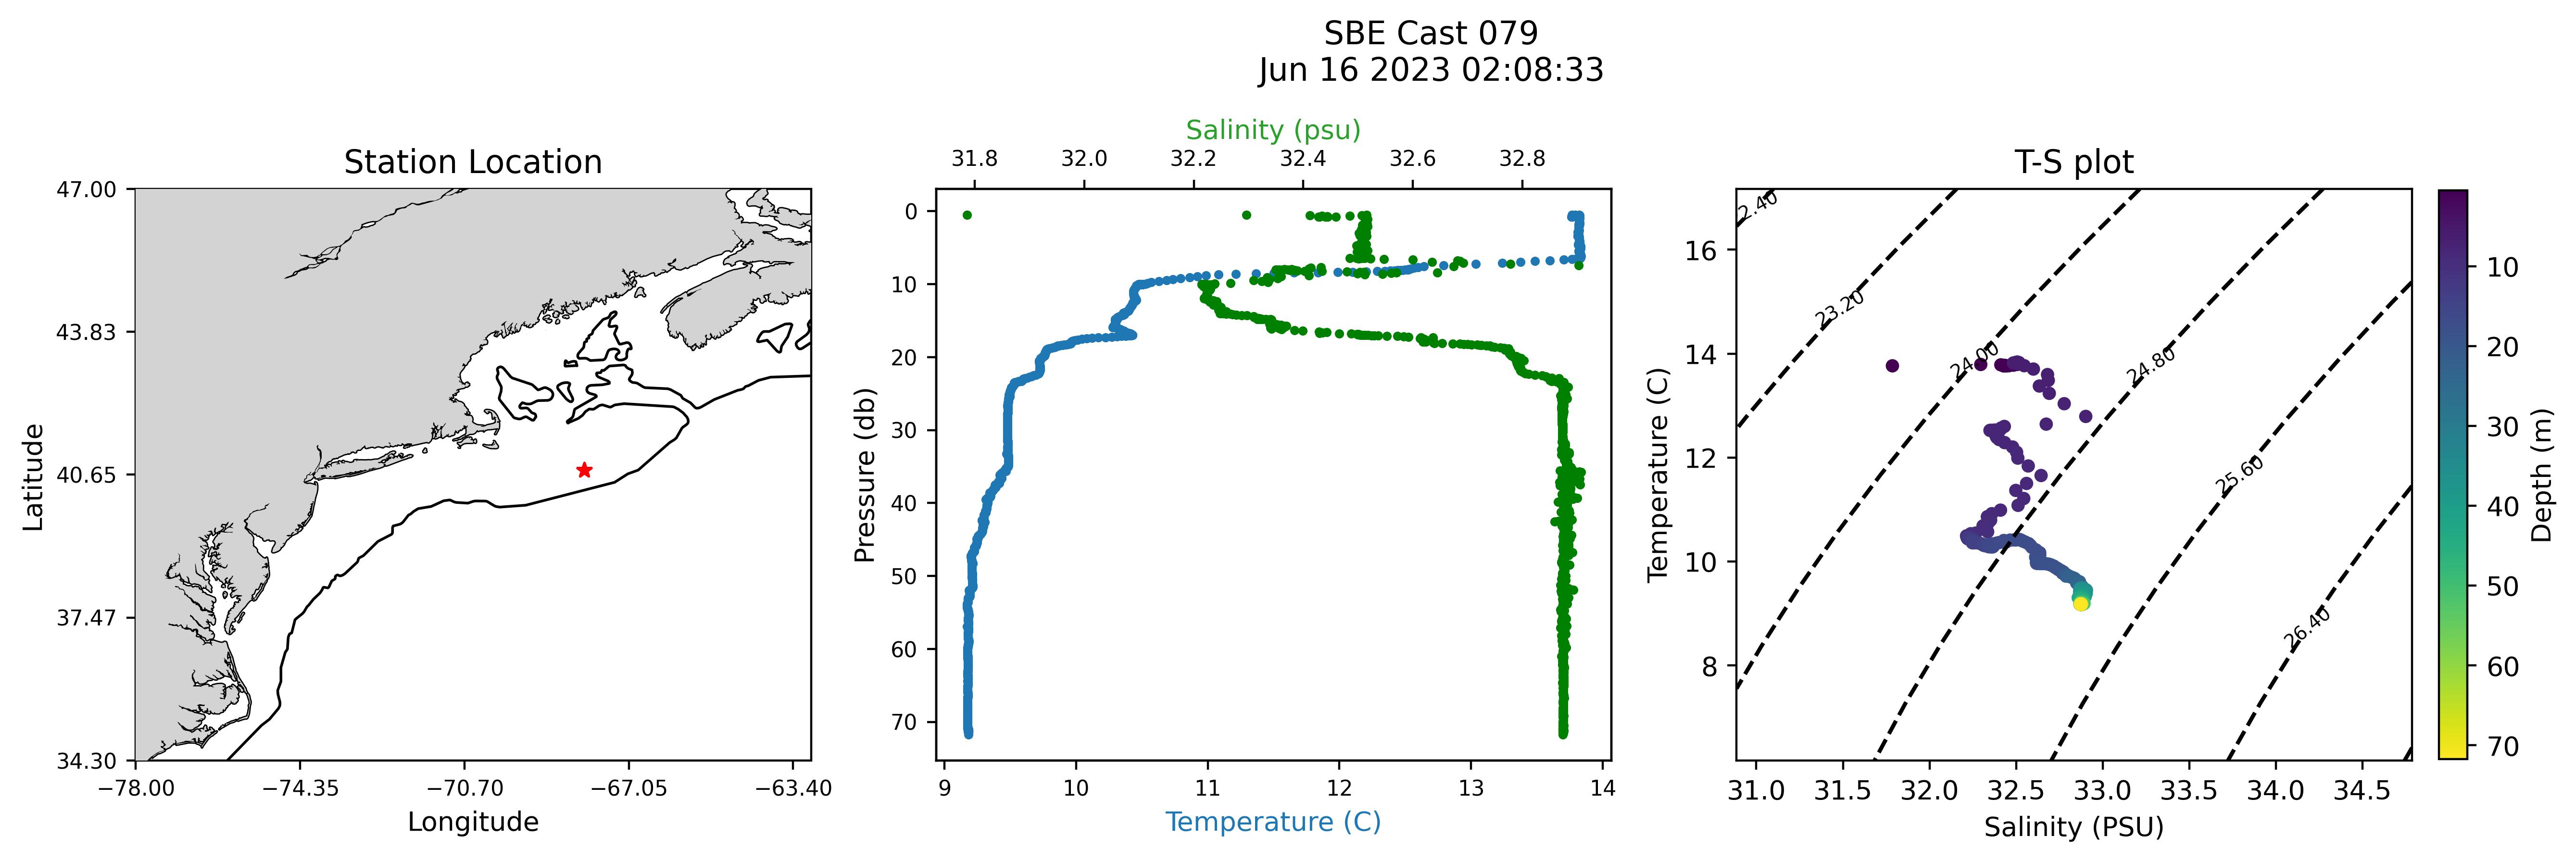 SBE Cast 079
Jun 16 2023 02:08:33
Station Location
47.00
43.83
40.65
37.47
34.30
Latitude
−78.00 −74.35 −70.70 −67.05 −63.40
Longitude
Salinity (psu)
31.8 32.0 32.2 32.4 32.6 32.8
0
10
20
30
40
50
60
70
Pressure (db)
9 10 11 12 13 14
Temperature (C)
T-S plot
16
14
12
10
8
Temperature (C)
2.40
23.20
24.00
24.80
25.60
26.40
31.0 31.5 32.0 32.5 33.0 33.5 34.0 34.5
Salinity (PSU)
10
20
30
40
50
60
70
Depth (m)